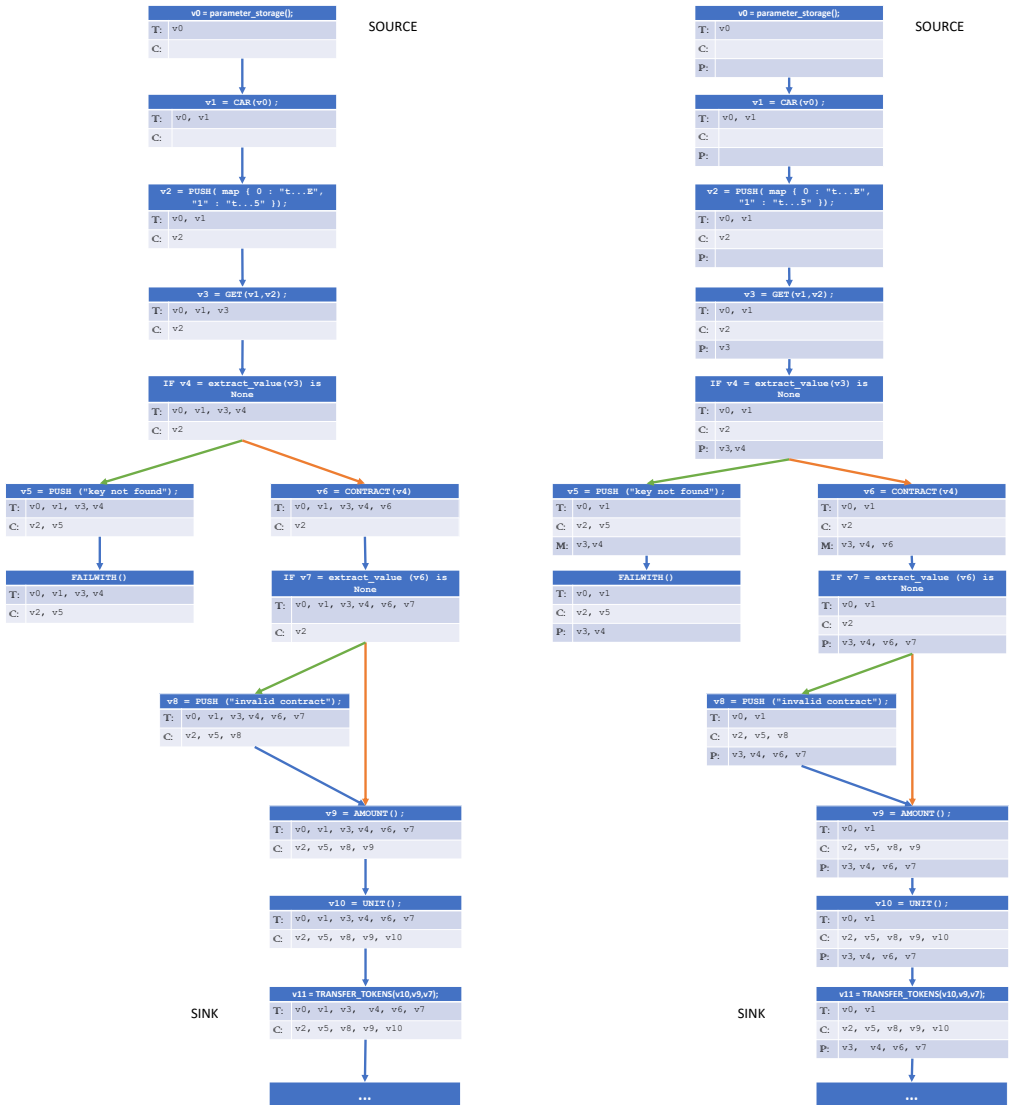 v0 = parameter_storage();
T: v0
C:
SOURCE
v1 = CAR(v0);
T: v0, v1
C:
v2 = PUSH( map { 0 : "t...E",
"1" : "t...5" });
T: v0, v1
C: v2
v3 = GET(v1,v2);
T: v0, v1, v3
C: v2
IF v4 = extract_value(v3) is
None
T: v0, v1, v3,v4
C: v2
v5 = PUSH ("key not found");
T: v0, v1, v3,v4
C: v2, v5
FAILWITH()
T: v0, v1, v3,v4
C: v2, v5
v6 = CONTRACT(v4)
T: v0, v1, v3,v4, v6
C: v2
IF v7 = extract_value (v6) is
None
T: v0, v1, v3,v4, v6, v7
C: v2
v8 = PUSH ("invalid contract");
T: v0, v1, v3,v4, v6, v7
C: v2, v5, v8
v9 = AMOUNT();
T: v0, v1, v3,v4, v6, v7
C: v2, v5, v8, v9
v10 = UNIT();
T: v0, v1, v3,v4, v6, v7
C: v2, v5, v8, v9, v10
v11 = TRANSFER_TOKENS(v10,v9,v7);
T: v0, v1, v3, v4, v6, v7
C: v2, v5, v8, v9, v10
SINK
...
v0 = parameter_storage();
T: v0
C:
P:
SOURCE
v1 = CAR(v0);
T: v0, v1
C:
P:
v2 = PUSH( map { 0 : "t...E",
"1" : "t...5" });
T: v0, v1
C: v2
P:
v3 = GET(v1,v2);
T: v0, v1
C: v2
P: v3
IF v4 = extract_value(v3) is
None
T: v0, v1
C: v2
P: v3,v4
v5 = PUSH ("key not found");
T: v0, v1
C: v2, v5
M: v3,v4
FAILWITH()
T: v0, v1
C: v2, v5
P: v3,v4
v6 = CONTRACT(v4)
T: v0, v1
C: v2
M: v3,v4, v6
IF v7 = extract_value (v6) is
None
T: v0, v1
C: v2
P: v3,v4, v6, v7
v8 = PUSH ("invalid contract");
T: v0, v1
C: v2, v5, v8
P: v3,v4, v6, v7
v9 = AMOUNT();
T: v0, v1
C: v2, v5, v8, v9
P: v3,v4, v6, v7
v10 = UNIT();
T: v0, v1
C: v2, v5, v8, v9, v10
P: v3,v4, v6, v7
v11 = TRANSFER_TOKENS(v10,v9,v7);
T: v0, v1
C: v2, v5, v8, v9, v10
P: v3, v4, v6, v7
SINK
...